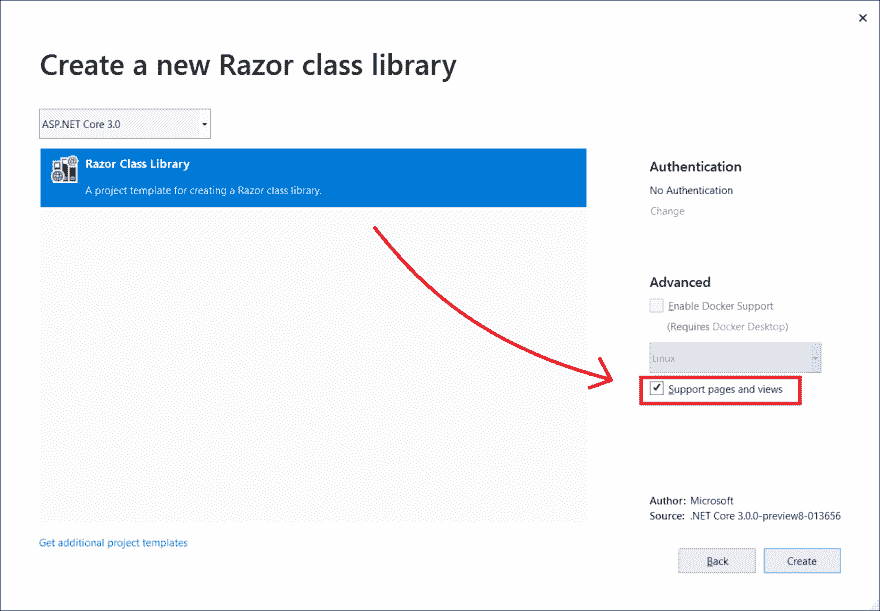 Create a new Razor class library
ASP.NET Core 3.0
Razor Class Library
A project template for creating a Razor class library.
Get additional project templates
Authentication
No Authentication
Change
Advanced
Enable Docker Support
(Requires Docker Desktop)
Linux
Support pages and views
Author: Microsoft
Source: .NET Core 3.0.0-preview8-013656
Back
Create